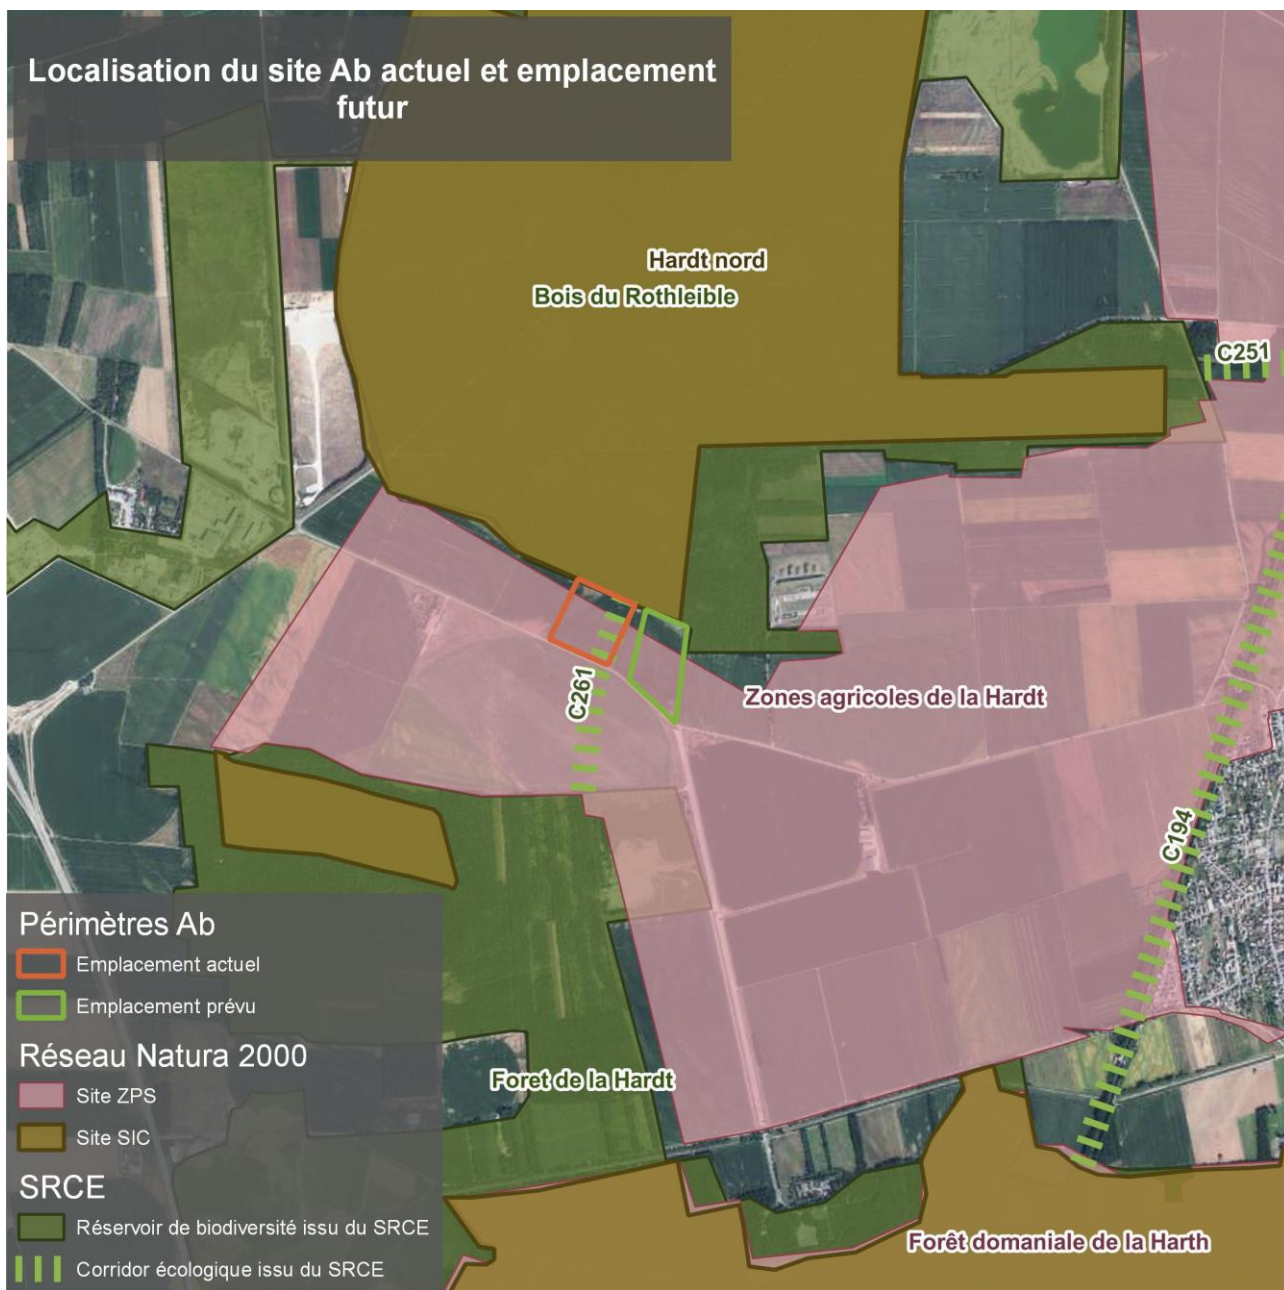 Localisation du site Ab actuel et emplacement
futur
Hardt nord
Bois du Rothleible
C251
C261
Zones agricoles de la Hardt
C194
Foret de la Hardt
Forêt domaniale de la Harth
Périmètres Ab
Emplacement actuel
Emplacement prévu
Réseau Natura 2000
Site ZPS
Site SIC
SRCE
Réservoir de biodiversité issu du SRCE
Corridor écologique issu du SRCE